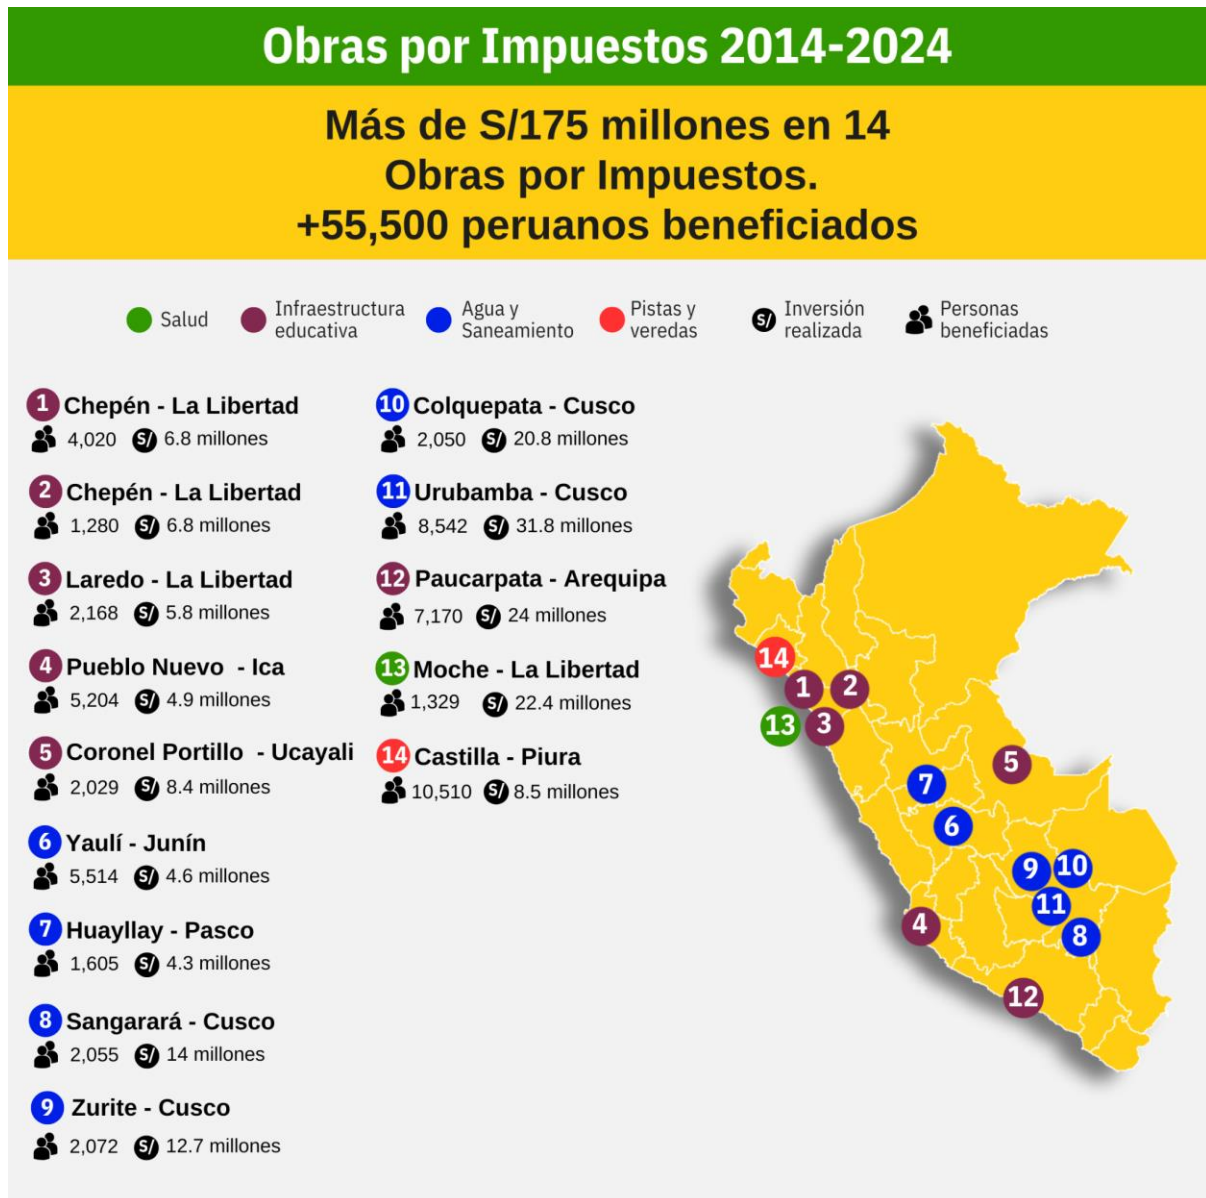 Obras por Impuestos 2014-2024
Más de S/175 millones en 14
Obras por Impuestos.
+55,500 peruanos beneficiados
Salud
Infraestructura
educativa
Agua y
Saneamiento
Pistas y
veredas
S/ Inversión
realizada
Personas
beneficiadas
1 Chepén - La Libertad
4,020 S/ 6.8 millones
2 Chepén - La Libertad
1,280 S/ 6.8 millones
3 Laredo - La Libertad
2,168 S/ 5.8 millones
4 Pueblo Nuevo - Ica
5,204 S/ 4.9 millones
5 Coronel Portillo - Ucayali
2,029 S/ 8.4 millones
6 Yaulí - Junín
5,514 S/ 4.6 millones
7 Huayllay - Pasco
1,605 S/ 4.3 millones
8 Sangarará - Cusco
2,055 S/ 14 millones
9 Zurite - Cusco
2,072 S/ 12.7 millones
10 Colquepata - Cusco
2,050 S/ 20.8 millones
11 Urubamba - Cusco
8,542 S/ 31.8 millones
12 Paucarpata - Arequipa
7,170 S/ 24 millones
13 Moche - La Libertad
1,329 S/ 22.4 millones
14 Castilla - Piura
10,510 S/ 8.5 millones
14
1 2
13 3
5
7
6
9 10
11
4 8
12